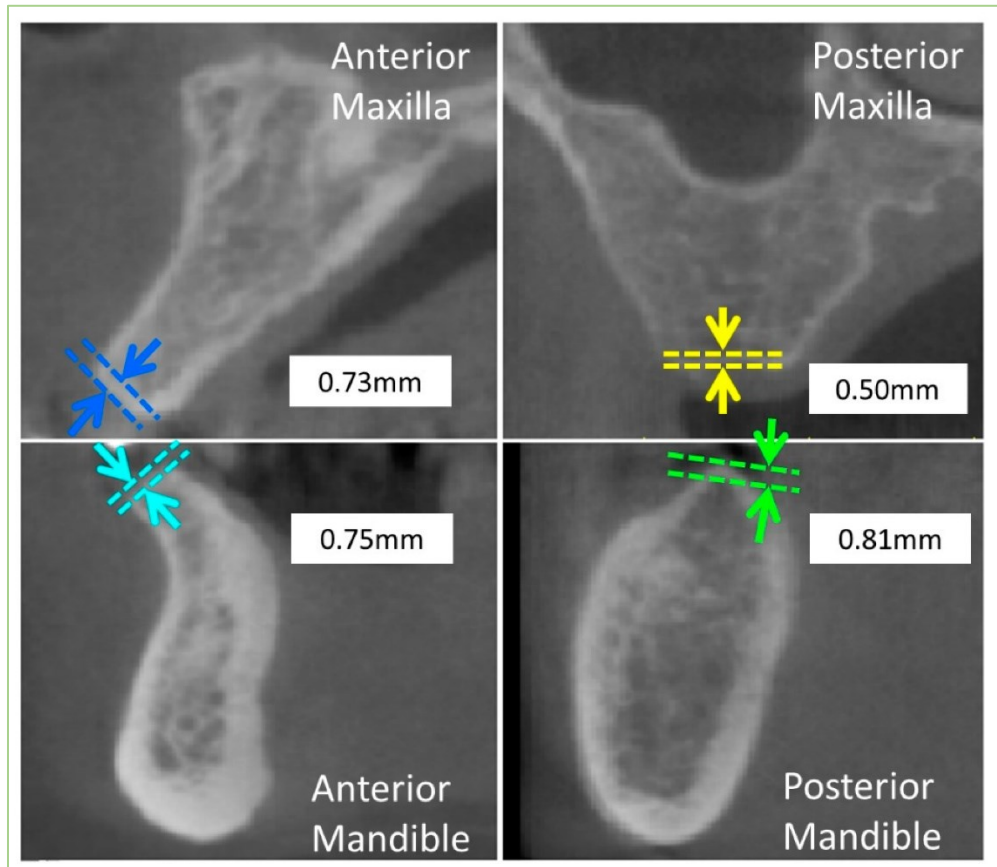 Anterior
Maxilla
0.73mm
Posterior
Maxilla
0.50mm
0.75mm
Anterior
Mandible
0.81mm
Posterior
Mandible